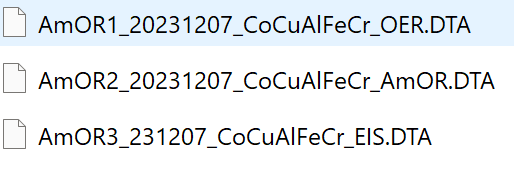 AmOR1_20231207_CoCuAlFeCr_OER.DTA
AmOR2_20231207_CoCuAlFeCr_AmOR.DTA
AmOR3_231207_CoCuAlFeCr_EIS.DTA